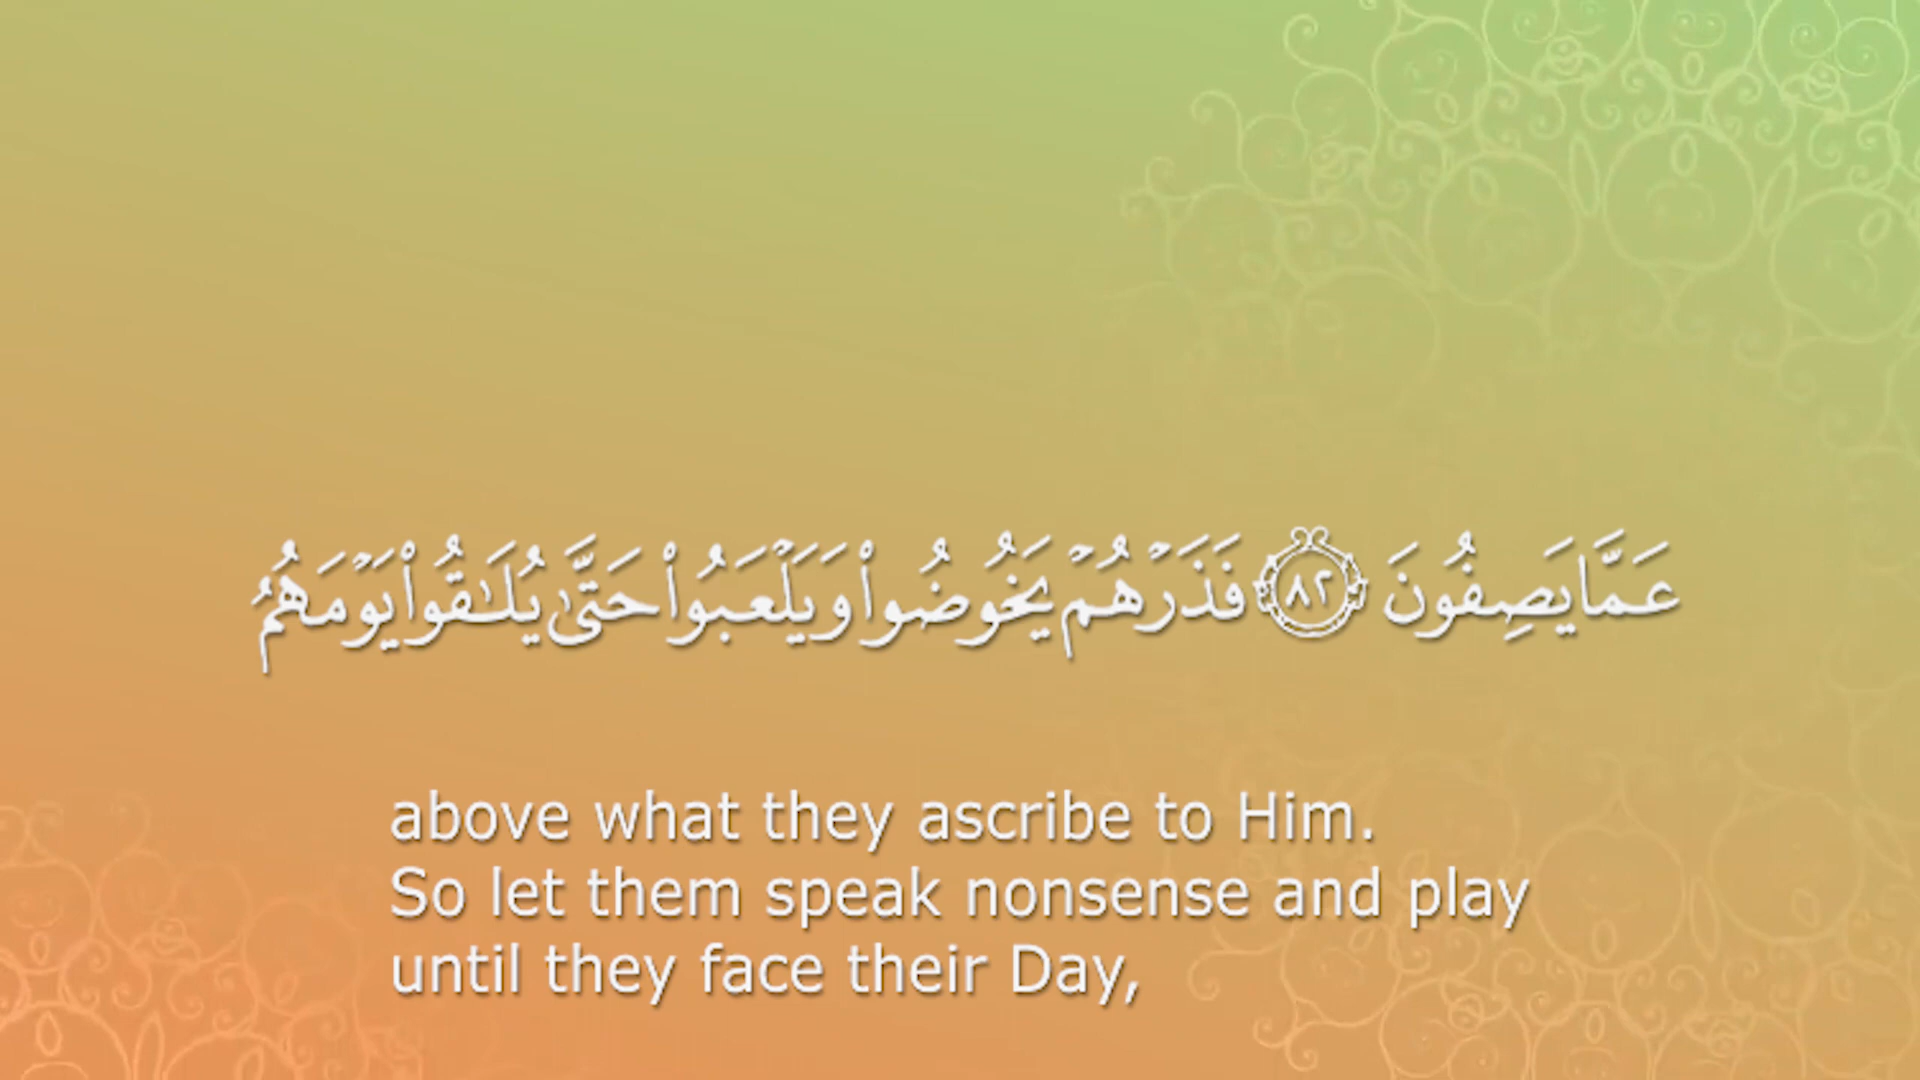 عَمَّا يَصِفُونَ ٨٢ فَذَرْهُمْ يَخُوضُوا۟ وَيَلْعَبُوا۟ حَتَّىٰ يُلَـٰقُوا۟ يَوْمَهُمُ
above what they ascribe to Him.
So let them speak nonsense and play
until they face their Day,